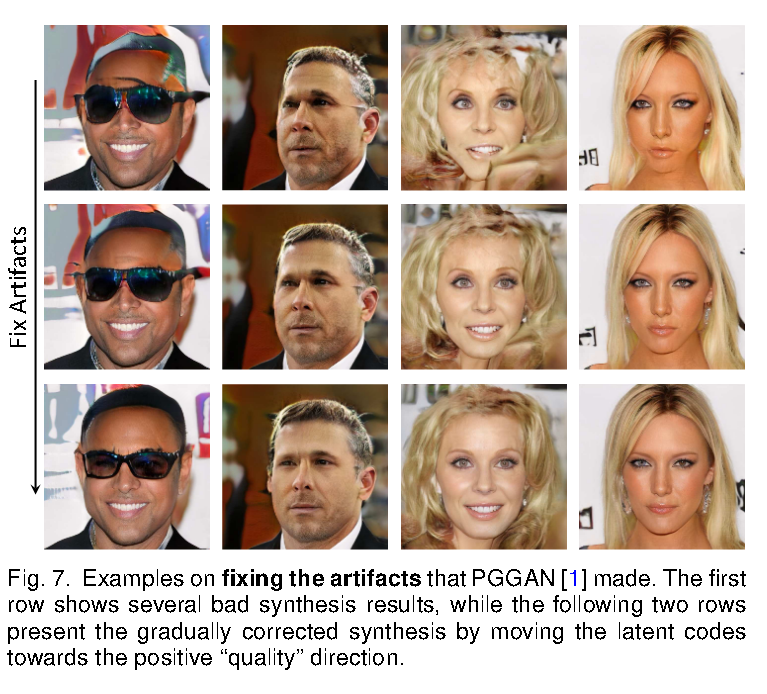 Fix Artifacts
Fig. 7. Examples on fixing the artifacts that PGGAN [1] made. The first
row shows several bad synthesis results, while the following two rows
present the gradually corrected synthesis by moving the latent codes
towards the positive “quality” direction.